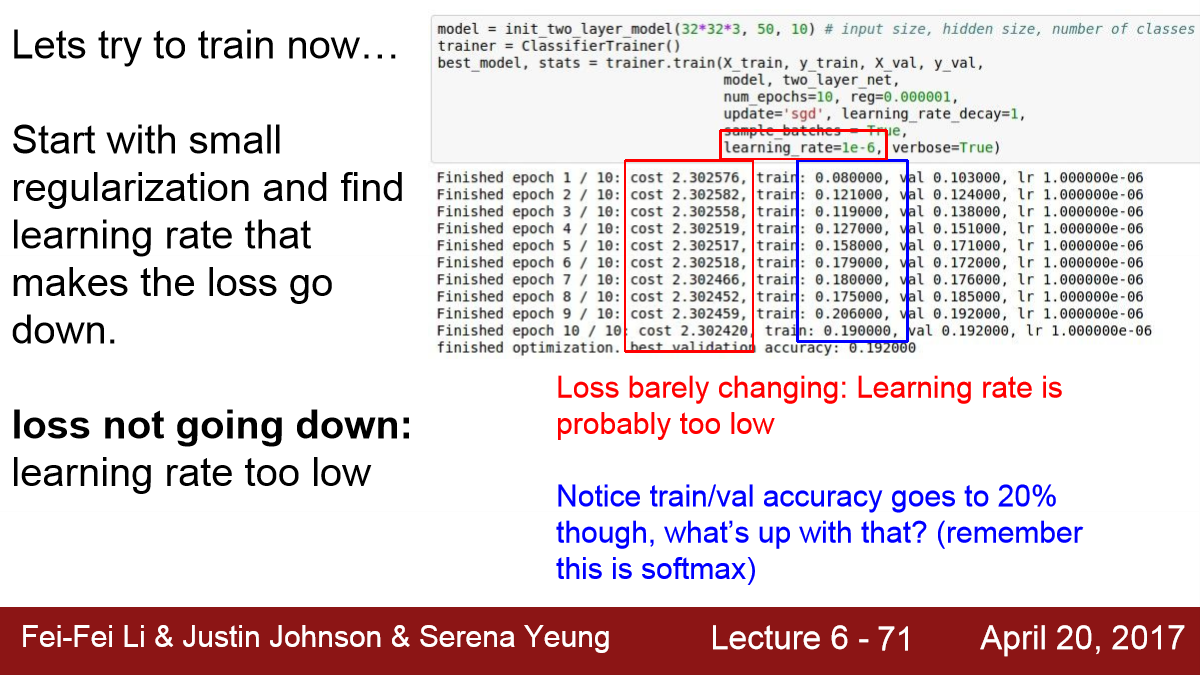 Lets try to train now…
Start with small
regularization and find
learning rate that
makes the loss go
down.
loss not going down:
learning rate too low
model = init_two_layer_model(32*32*3, 50, 10) # input size, hidden size, number of classes
trainer = ClassifierTrainer()
best_model, stats = trainer.train(X_train, y_train, X_val, y_val,
model, two_layer_net,
num_epochs=10, reg=0.000001,
update='sgd', learning_rate_decay=1,
sample_batches = True,
learning_rate=1e-6, verbose=True)
Finished epoch 1 / 10: cost 2.302576, train: 0.080000, val 0.103000, lr 1.000000e-06
Finished epoch 2 / 10: cost 2.302582, train: 0.121000, val 0.124000, lr 1.000000e-06
Finished epoch 3 / 10: cost 2.302558, train: 0.119000, val 0.138000, lr 1.000000e-06
Finished epoch 4 / 10: cost 2.302519, train: 0.127000, val 0.151000, lr 1.000000e-06
Finished epoch 5 / 10: cost 2.302517, train: 0.158000, val 0.171000, lr 1.000000e-06
Finished epoch 6 / 10: cost 2.302518, train: 0.179000, val 0.172000, lr 1.000000e-06
Finished epoch 7 / 10: cost 2.302466, train: 0.180000, val 0.176000, lr 1.000000e-06
Finished epoch 8 / 10: cost 2.302452, train: 0.175000, val 0.185000, lr 1.000000e-06
Finished epoch 9 / 10: cost 2.302459, train: 0.206000, val 0.192000, lr 1.000000e-06
Finished epoch 10 / 10: cost 2.302420, train: 0.190000, val 0.192000, lr 1.000000e-06
finished optimization. best validation accuracy: 0.192000
Loss barely changing: Learning rate is
probably too low
Notice train/val accuracy goes to 20%
though, what's up with that? (remember
this is softmax)
Fei-Fei Li & Justin Johnson & Serena Yeung
Lecture 6 - 71
April 20, 2017